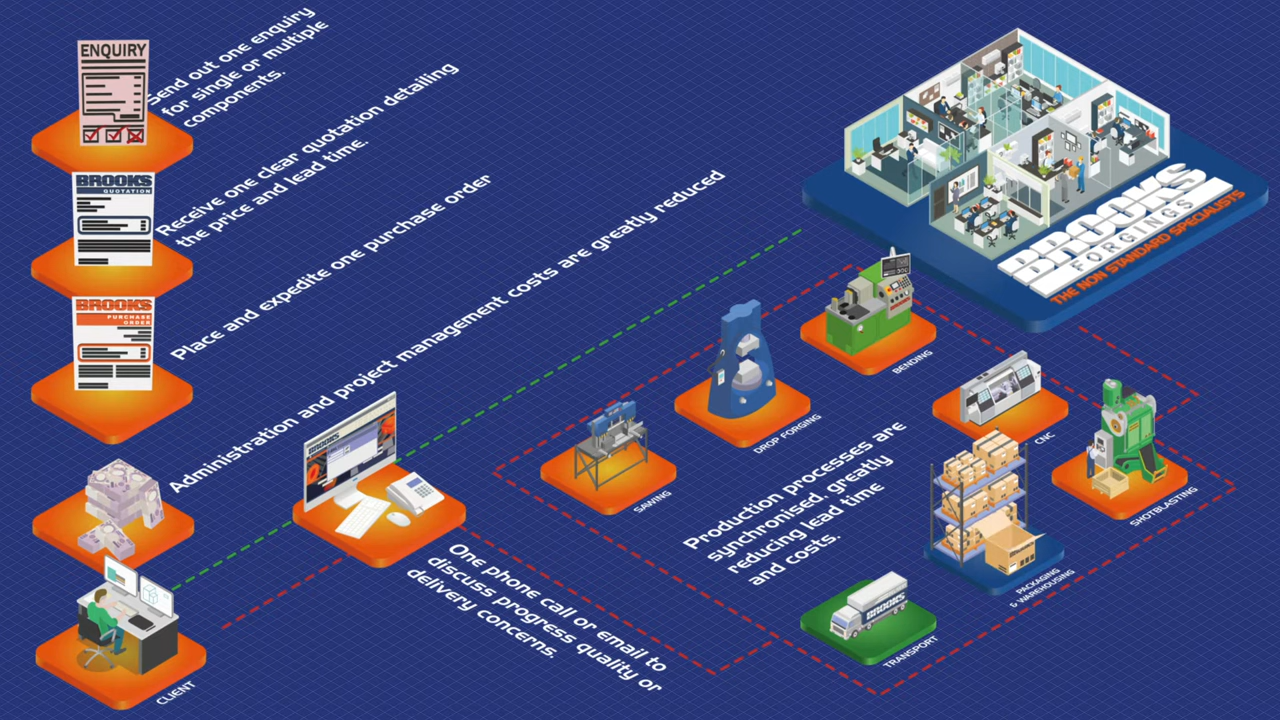 ENQUIRY
Send out one enquiry
for single or multiple
components.
BROOKS
QUOTATION
Receive one clear quotation detailing
the price and lead time.
BROOKS
PURCHASE
ORDER
Place and expedite one purchase order
Administration and project management costs are greatly reduced
BROOKS
One phone call or email to
discuss progress quality or
delivery concerns.
CLIENT
BROOKS
FORGINGS
THE NON STANDARD SPECIALISTS
BENDING
DROP FORGING
SAWING
CNC
SHOTBLASTING
Production processes are
synchronised, greatly
reducing lead time
and costs.
PACKAGING
& WAREHOUSING
BROOKS
TRANSPORT